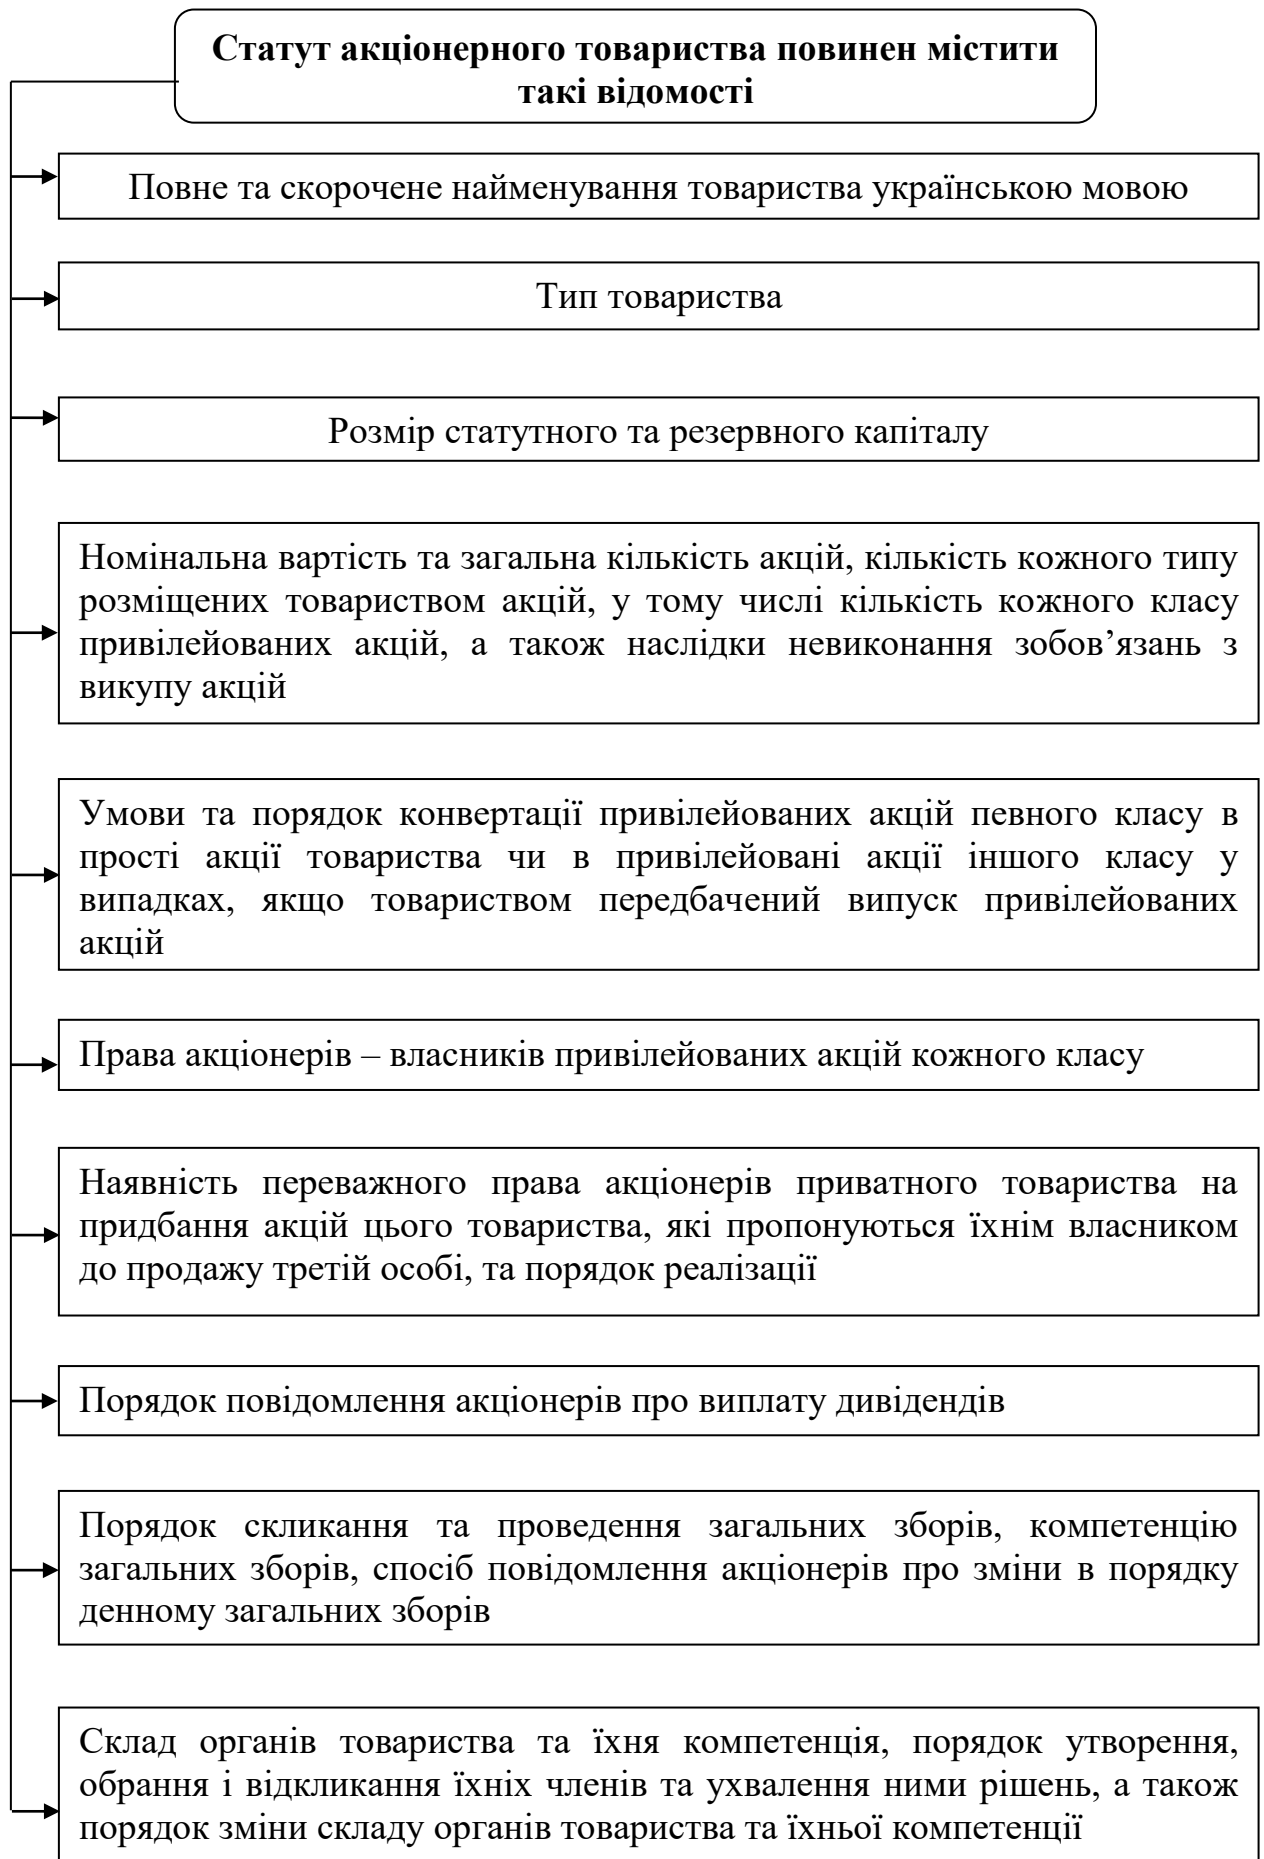 Статут акціонерного товариства повинен містити
такі відомості
Повне та скорочене найменування товариства українською мовою
Тип товариства
Розмір статутного та резервного капіталу
Номінальна вартість та загальна кількість акцій, кількість кожного типу
розміщених товариством акцій, у тому числі кількість кожного класу
привілейованих акцій, а також наслідки невиконання зобов’язань з
викупу акцій
Умови та порядок конвертації привілейованих акцій певного класу в
прості акції товариства чи в привілейовані акції іншого класу у
випадках, якщо товариством передбачений випуск привілейованих
акцій
Права акціонерів – власників привілейованих акцій кожного класу
Наявність переважного права акціонерів приватного товариства на
придбання акцій цього товариства, які пропонуються їхнім власником
до продажу третій особі, та порядок реалізації
Порядок повідомлення акціонерів про виплату дивідендів
Порядок скликання та проведення загальних зборів, компетенцію
загальних зборів, спосіб повідомлення акціонерів про зміни в порядку
денному загальних зборів
Склад органів товариства та їхня компетенція, порядок утворення,
обрання і відкликання їхніх членів та ухвалення ними рішень, а також
порядок зміни складу органів товариства та їхньої компетенції